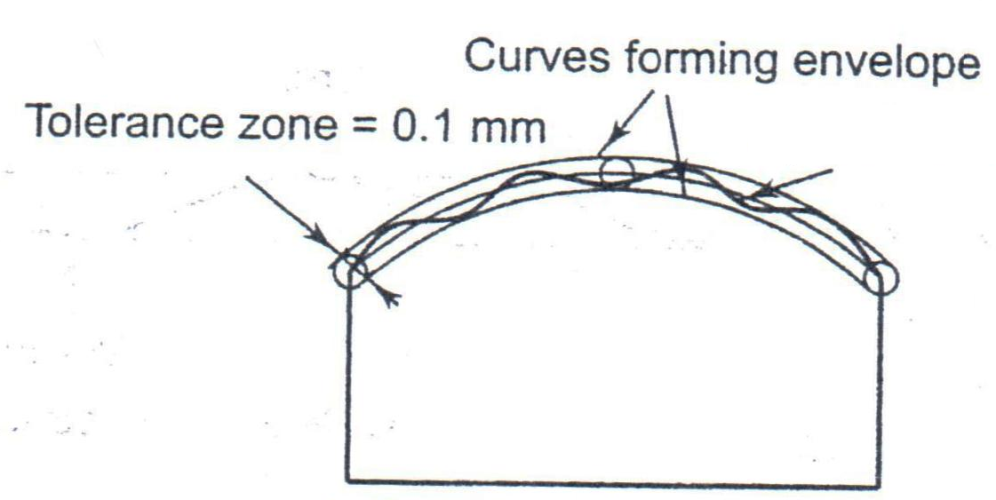 Curves forming envelope
Tolerance zone = 0.1 mm